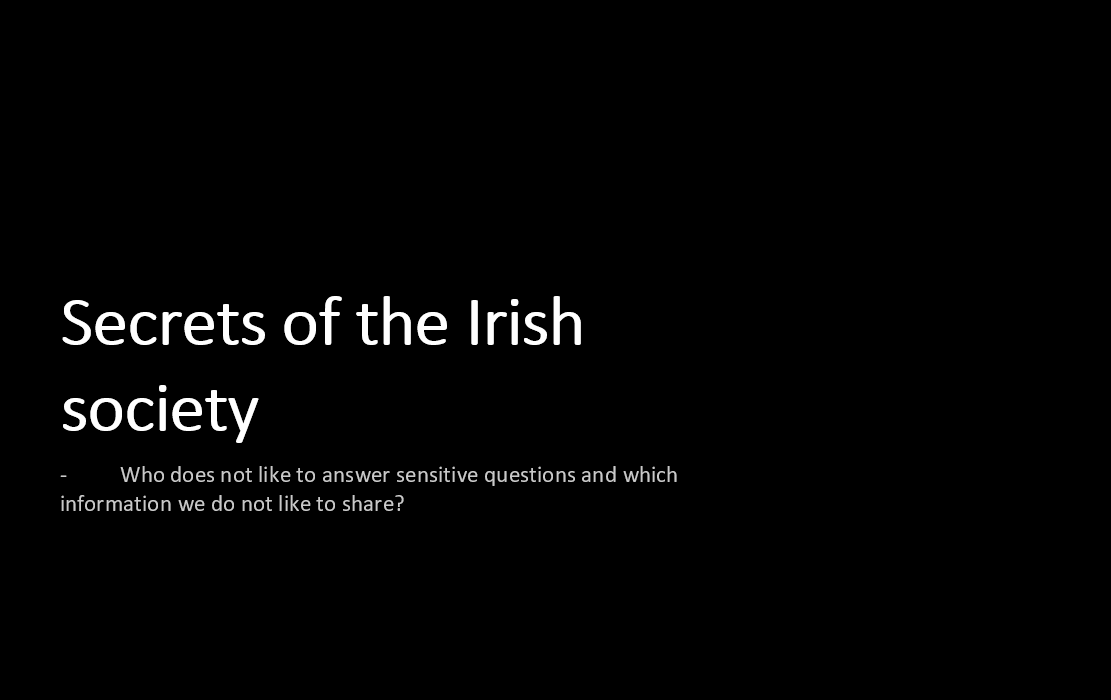 Secrets of the Irish
society
- Who does not like to answer sensitive questions and which
information we do not like to share?